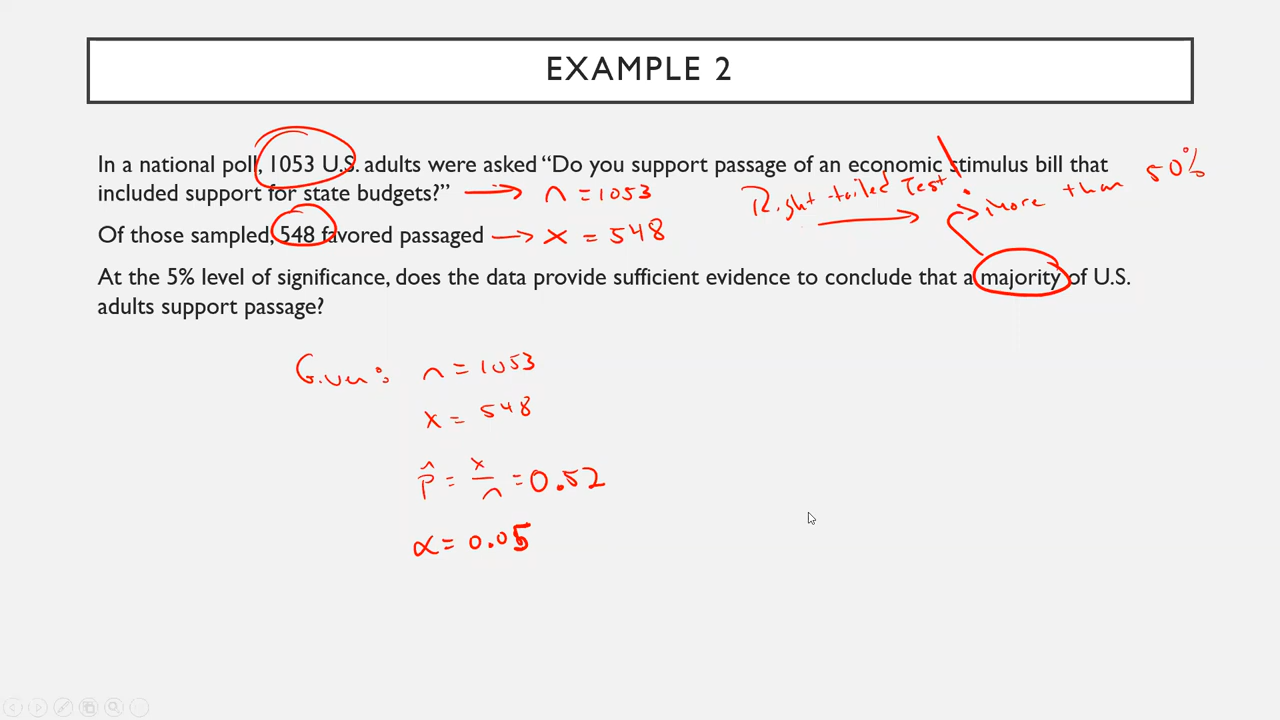 EXAMPLE 2
In a national poll, 1053 U.S. adults were asked “Do you support passage of an economic stimulus bill that
included support for state budgets?” → n = 1053
Right-tailed Test → More than 50%
Of those sampled, 548 favored passaged → x = 548
At the 5% level of significance, does the data provide sufficient evidence to conclude that a majority of U.S.
adults support passage?
Given: n = 1053
x = 548
p̂ = x/n = 0.52
α = 0.05